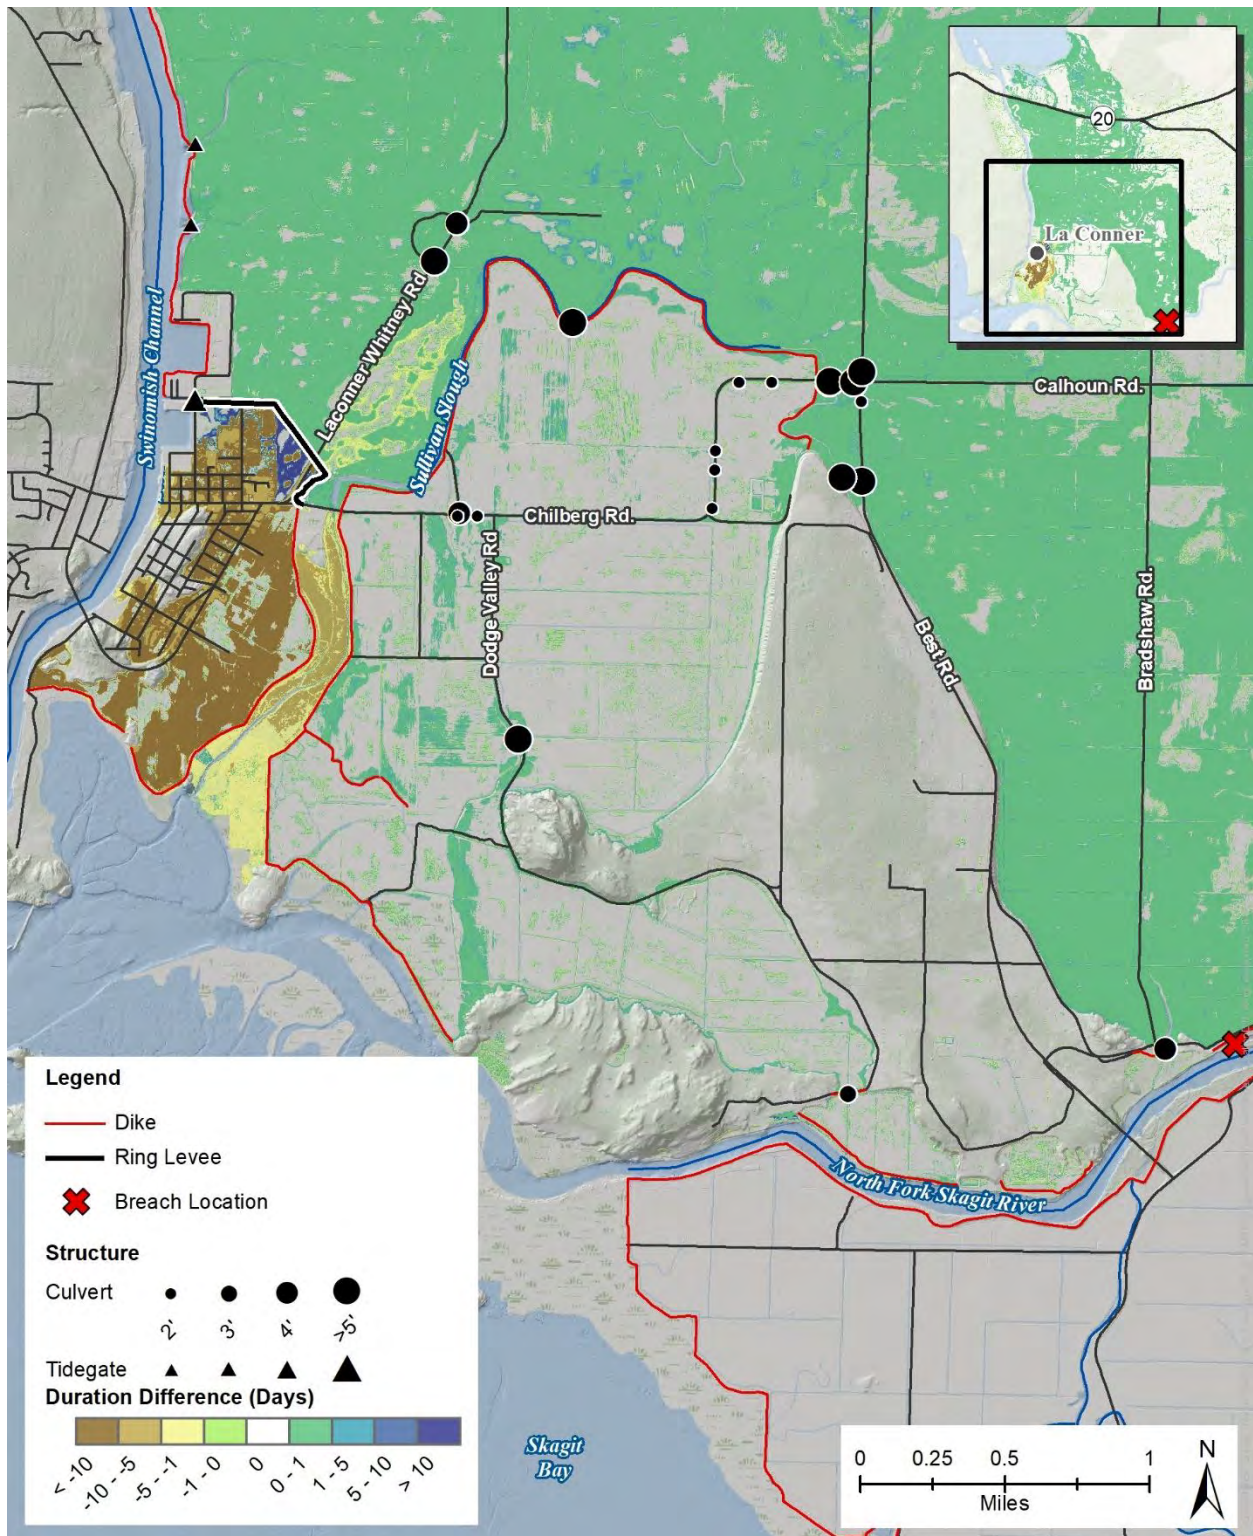 20
La Conner
Laconner Whitney Rd
Swinomish Channel
Sullivan Slough
Calhoun Rd.
Chilberg Rd.
Dodge Valley Rd
Best Rd.
Bradshaw Rd.
North Fork Skagit River
Skagit
Bay
Legend
Dike
Ring Levee
Breach Location
Structure
Culvert
2' 3' 4' >5'
Tidegate
Duration Difference (Days)
< -10 -10 - -5 -5 - -1 -1 - 0 0 0 - 1 1 - 5 5 - 10 > 10
0 0.25 0.5 1
Miles
N